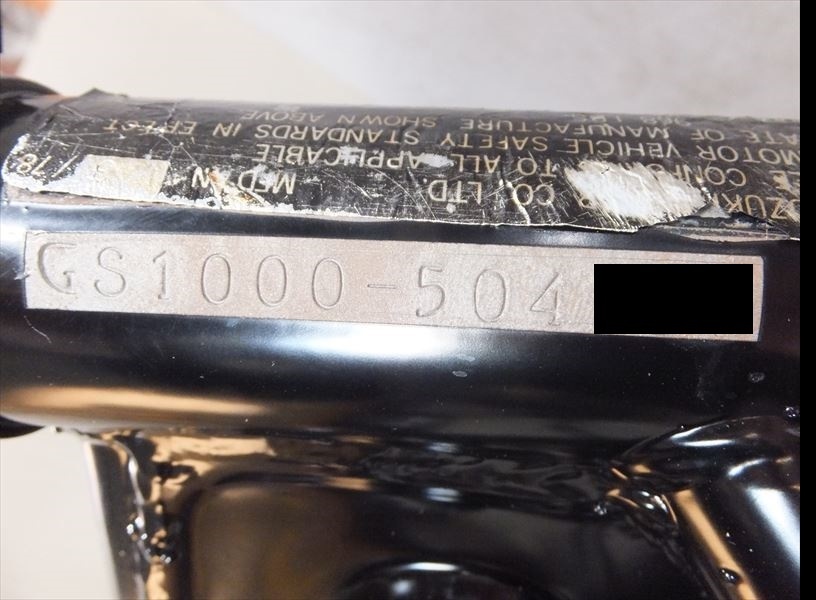 CO LTD. MFD IN /78
TO ALL APPLICABLE
MOTOR VEHICLE SAFETY STANDARDS IN EFFECT
OF MANUFACTURE SHOWN ABOVE
GS1000-504